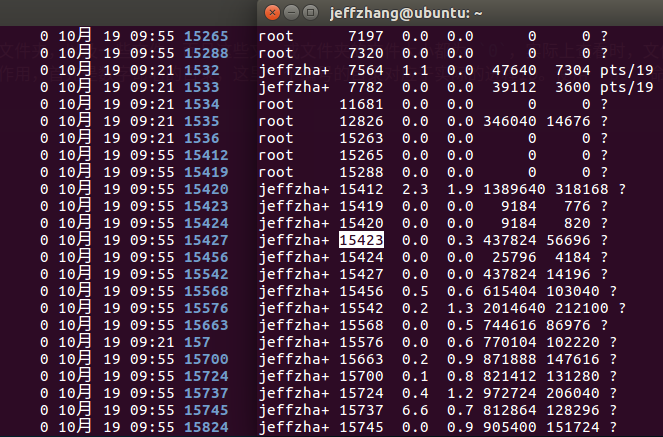 0 10月 19 09:55 15265
0 10月 19 09:55 15288
0 10月 19 09:21 1532
0 10月 19 09:21 1533
0 10月 19 09:21 1534
0 10月 19 09:21 1535
0 10月 19 09:21 1536
0 10月 19 09:55 15412
0 10月 19 09:55 15419
0 10月 19 09:55 15420
0 10月 19 09:55 15423
0 10月 19 09:55 15424
0 10月 19 09:55 15427
0 10月 19 09:55 15456
0 10月 19 09:55 15542
0 10月 19 09:55 15568
0 10月 19 09:55 15576
0 10月 19 09:55 15663
0 10月 19 09:21 157
0 10月 19 09:55 15700
0 10月 19 09:55 15724
0 10月 19 09:55 15737
0 10月 19 09:55 15745
0 10月 19 09:55 15824
jeffzhang@ubuntu: ~
root 7197 0.0 0.0 0 0 ?
root 7320 0.0 0.0 0 0 ?
jeffzha+ 7564 1.1 0.0 47640 7304 pts/19
jeffzha+ 7782 0.0 0.0 39112 3600 pts/19
root 11681 0.0 0.0 0 0 ?
root 12826 0.0 0.0 346040 14676 ?
root 15263 0.0 0.0 0 0 ?
root 15265 0.0 0.0 0 0 ?
root 15288 0.0 0.0 0 0 ?
jeffzha+ 15412 2.3 1.9 1389640 318168 ?
jeffzha+ 15419 0.0 0.0 9184 776 ?
jeffzha+ 15420 0.0 0.0 9184 820 ?
jeffzha+ 15423 0.0 0.3 437824 56696 ?
jeffzha+ 15424 0.0 0.0 25796 4184 ?
jeffzha+ 15427 0.0 0.0 437824 14196 ?
jeffzha+ 15456 0.5 0.6 615404 103040 ?
jeffzha+ 15542 0.2 1.3 2014640 212100 ?
jeffzha+ 15568 0.0 0.5 744616 86976 ?
jeffzha+ 15576 0.0 0.6 770104 102220 ?
jeffzha+ 15663 0.2 0.9 871888 147616 ?
jeffzha+ 15700 0.1 0.8 821412 131280 ?
jeffzha+ 15724 0.4 1.2 972724 206040 ?
jeffzha+ 15737 6.6 0.7 812864 128296 ?
jeffzha+ 15745 0.0 0.9 905400 151724 ?